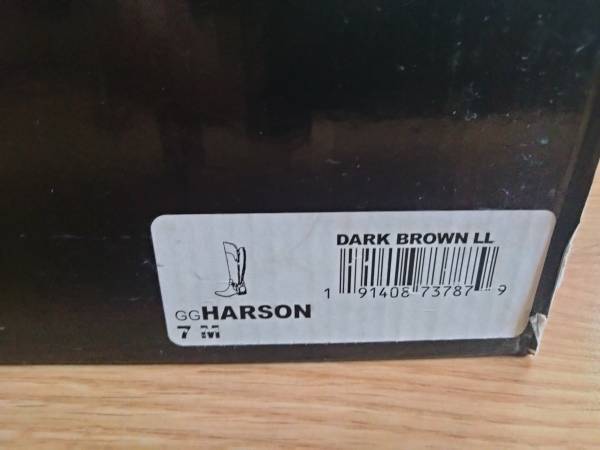 DARK BROWN LL
1 91408 73787 9
GGHARSON
7 M